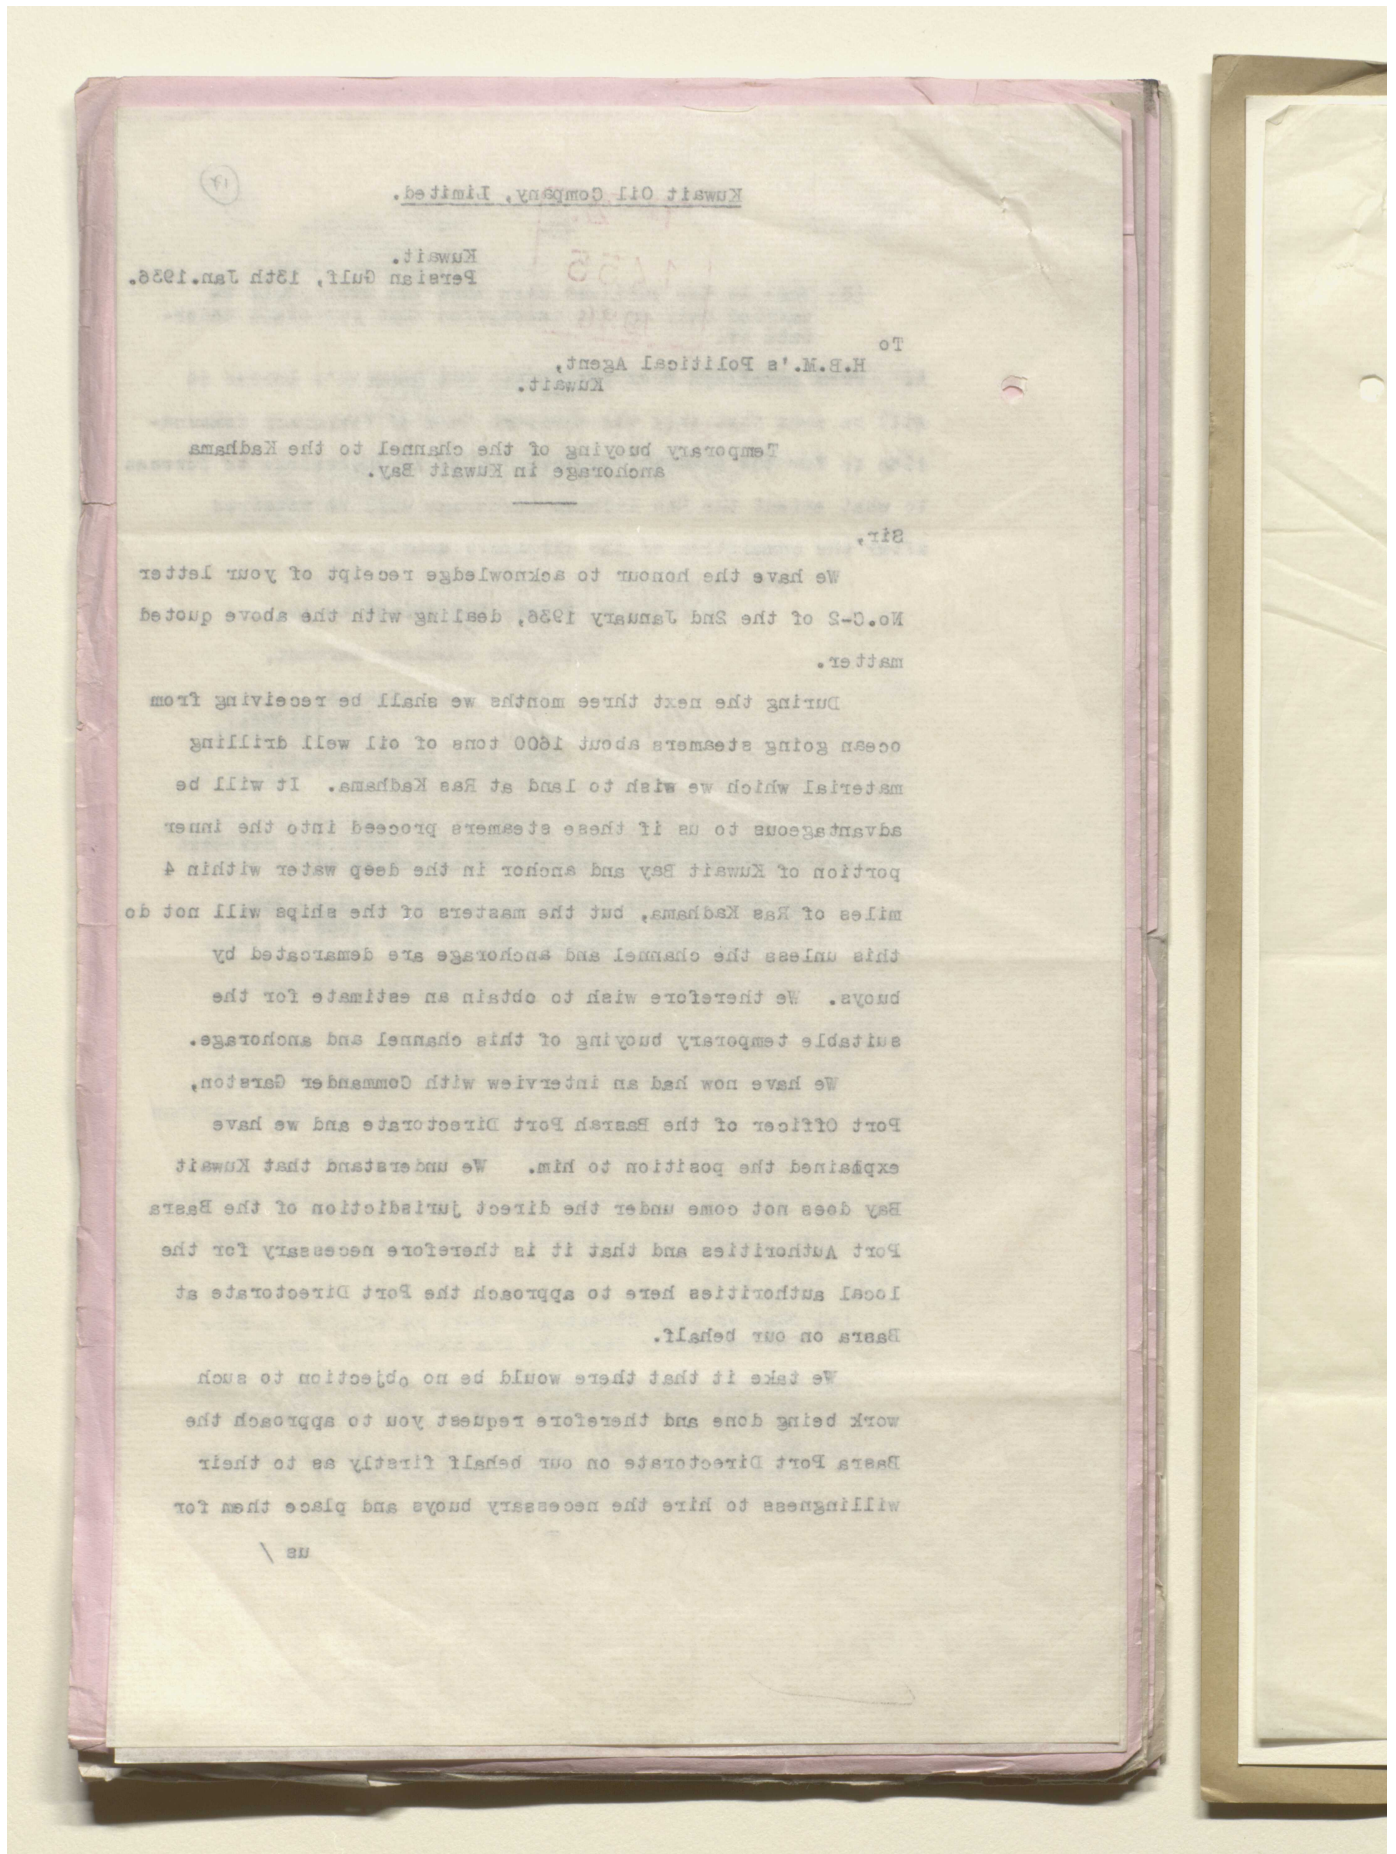 Kuwait Oil Company, Limited.
Kuwait.
Persian Gulf, 13th Jan.1936.
To
H.B.M.'s Political Agent,
Kuwait.
Temporary buoying of the channel to the Kadhama
anchorage in Kuwait Bay.
Sir,
We have the honour to acknowledge receipt of your letter
No.C-2 of the 2nd January 1936, dealing with the above quoted
matter.
During the next three months we shall be receiving from
ocean going steamers about 1600 tons of oil well drilling
material which we wish to land at Ras Kadhama. It will be
advantageous to us if these steamers proceed into the inner
portion of Kuwait Bay and anchor in the deep water within 4
miles of Ras Kadhama, but the masters of the ships will not do
this unless the channel and anchorage are demarcated by
buoys. We therefore wish to obtain an estimate for the
suitable temporary buoying of this channel and anchorage.
We have now had an interview with Commander Garston,
Port Officer of the Basrah Port Directorate and we have
explained the position to him. We understand that Kuwait
Bay does not come under the direct jurisdiction of the Basra
Port Authorities and that it is therefore necessary for the
local authorities here to approach the Port Directorate at
Basra on our behalf.
We take it that there would be no objection to such
work being done and therefore request you to approach the
Basra Port Directorate on our behalf firstly as to their
willingness to hire the necessary buoys and place them for
us /